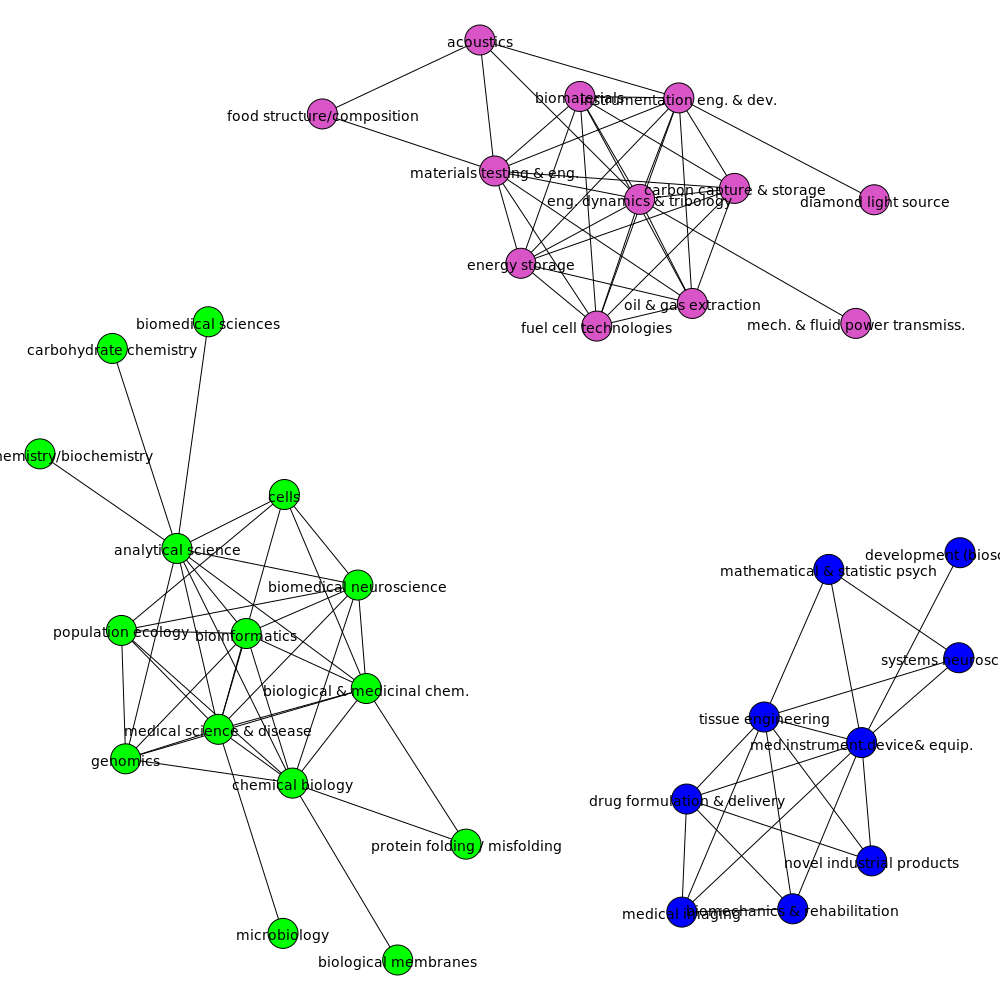 acoustics
biomaterials
instrumentation eng. & dev.
food structure/composition
materials testing & eng.
carbon capture & storage
eng. dynamics & tribology
diamond light source
energy storage
oil & gas extraction
fuel cell technologies
mech. & fluid power transmiss.
biomedical sciences
carbohydrate chemistry
hemistry/biochemistry
cells
analytical science
biomedical neuroscience
population ecology
bioinformatics
biological & medicinal chem.
medical science & disease
genomics
chemical biology
protein folding / misfolding
microbiology
biological membranes
development (biosc
mathematical & statistic psych
systems neurosc
tissue engineering
med.instrument.device& equip.
drug formulation & delivery
novel industrial products
medical imaging
biomechanics & rehabilitation